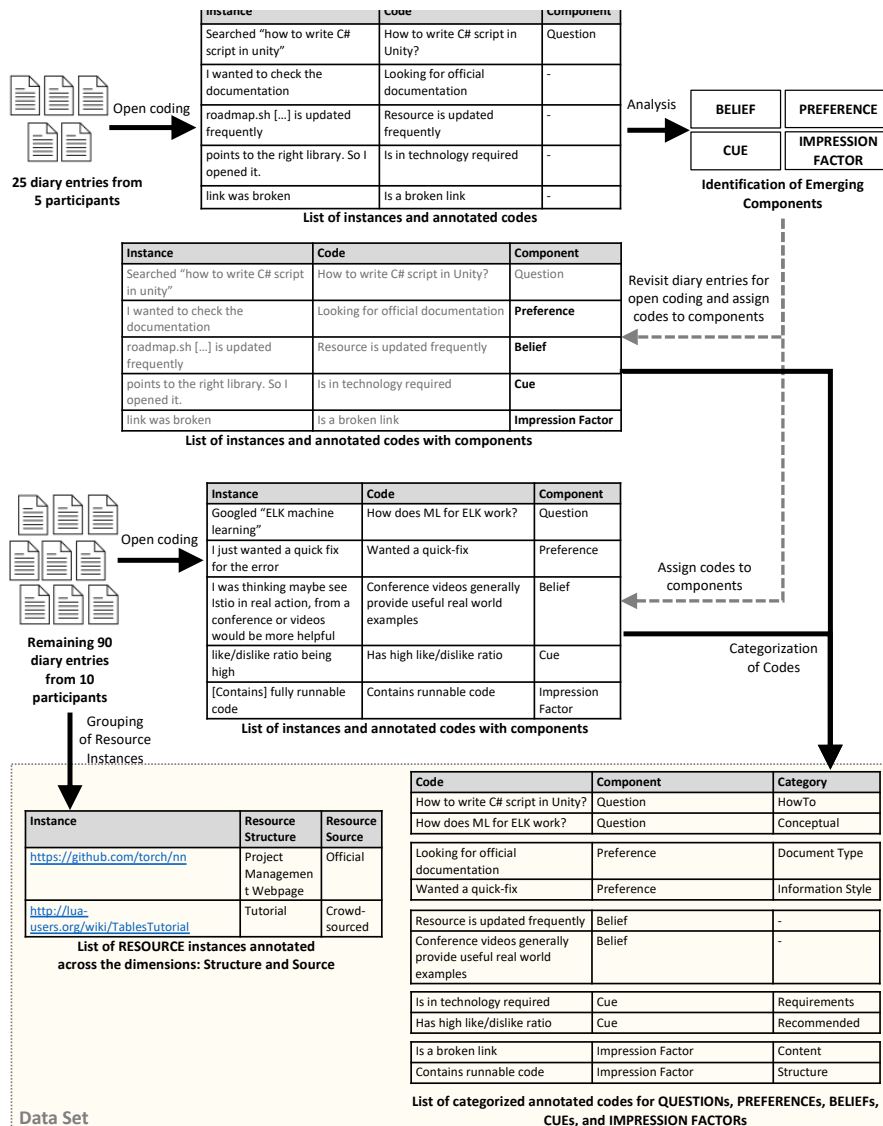 Instance Code Component
Searched “how to write C# How to write C# script in Question
script in unity” Unity?
I wanted to check the Looking for official -
documentation documentation
roadmap.sh […] is updated Resource is updated -
frequently frequently
points to the right library. So I Is in technology required -
opened it.
link was broken Is a broken link -
List of instances and annotated codes
Open coding
25 diary entries from
5 participants
Analysis
BELIEF PREFERENCE
CUE IMPRESSION
FACTOR
Identification of Emerging
Components
Instance Code Component
Searched “how to write C# script How to write C# script in Unity? Question
in unity”
I wanted to check the Looking for official documentation Preference
documentation
roadmap.sh […] is updated Resource is updated frequently Belief
frequently
points to the right library. So I Is in technology required Cue
opened it.
link was broken Is a broken link Impression Factor
List of instances and annotated codes with components
Revisit diary entries for
open coding and assign
codes to components
Open coding
Remaining 90
diary entries
from 10
participants
Instance Code Component
Googled “ELK machine How does ML for ELK work? Question
learning”
I just wanted a quick fix Wanted a quick-fix Preference
for the error
I was thinking maybe see Conference videos generally Belief
Istio in real action, from a provide useful real world
conference or videos examples
would be more helpful
like/dislike ratio being Has high like/dislike ratio Cue
high
[Contains] fully runnable Contains runnable code Impression
code Factor
List of instances and annotated codes with components
Assign codes to
components
Categorization
of Codes
Grouping
of Resource
Instances
Instance Resource Resource
Structure Source
https://github.com/torch/nn Project Official
Managemen
t Webpage
http://lua- Tutorial Crowd-
users.org/wiki/TablesTutorial sourced
List of RESOURCE instances annotated
across the dimensions: Structure and Source
Code Component Category
How to write C# script in Unity? Question HowTo
How does ML for ELK work? Question Conceptual
Looking for official Preference Document Type
documentation
Wanted a quick-fix Preference Information Style
Resource is updated frequently Belief -
Conference videos generally Belief -
provide useful real world
examples
Is in technology required Cue Requirements
Has high like/dislike ratio Cue Recommended
Is a broken link Impression Factor Content
Contains runnable code Impression Factor Structure
List of categorized annotated codes for QUESTIONs, PREFERENCEs, BELIEFs,
CUEs, and IMPRESSION FACTORs
Data Set